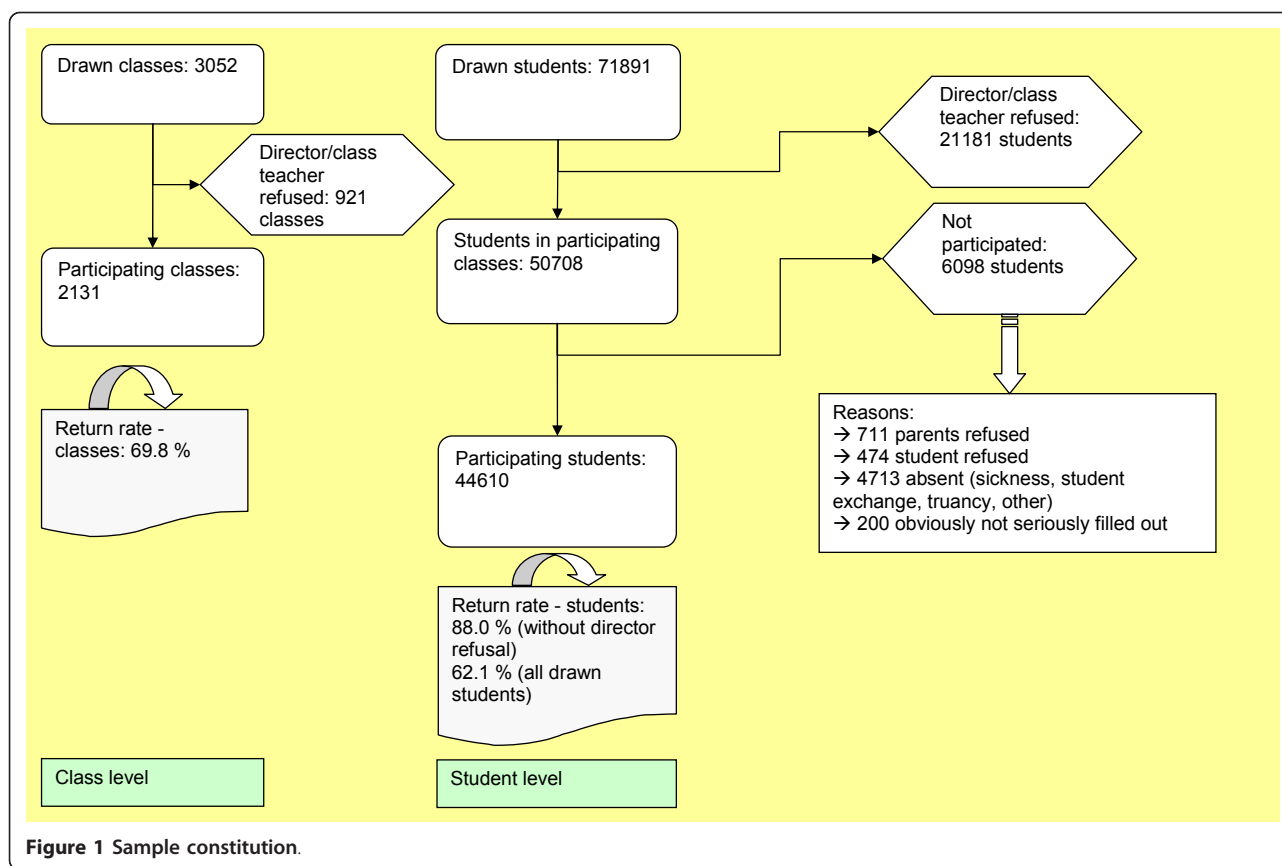 Drawn classes: 3052
Director/class
teacher
refused: 921
classes
Participating classes:
2131
Return rate -
classes: 69.8 %
Class level
Drawn students: 71891
Director/class
teacher refused:
21181 students
Students in participating
classes: 50708
Not
participated:
6098 students
Reasons:
→ 711 parents refused
→ 474 student refused
→ 4713 absent (sickness, student
exchange, truancy, other)
→ 200 obviously not seriously filled out
Participating students:
44610
Return rate - students:
88.0 % (without director
refusal)
62.1 % (all drawn
students)
Student level
Figure 1 Sample constitution.